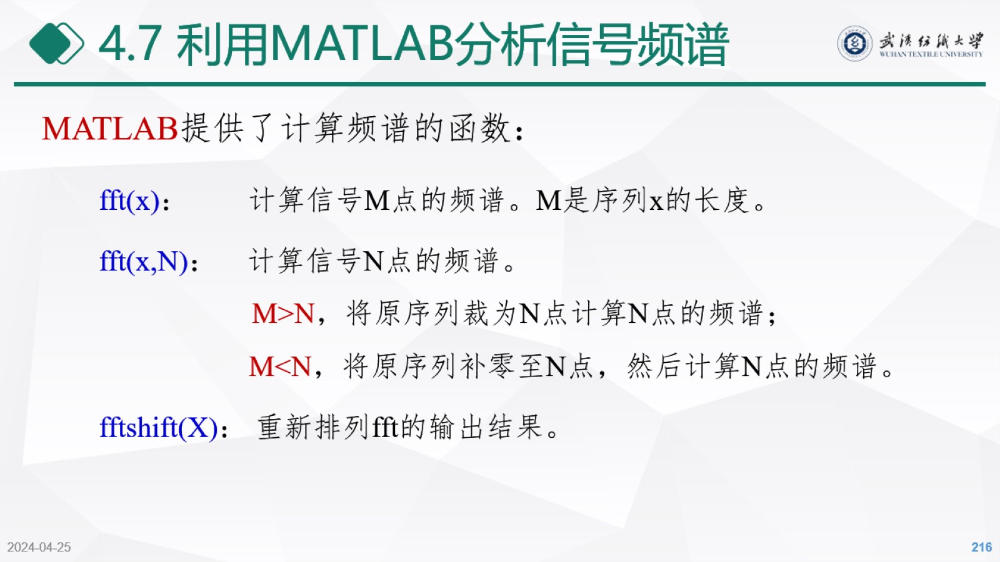 4.7 利用MATLAB分析信号频谱
武汉纺织大学
WUHAN TEXTILE UNIVERSITY
MATLAB提供了计算频谱的函数：
fft(x)： 计算信号M点的频谱。M是序列x的长度。
fft(x,N)： 计算信号N点的频谱。
M>N，将原序列裁为N点计算N点的频谱；
M<N，将原序列补零至N点，然后计算N点的频谱。
fftshift(X)： 重新排列fft的输出结果。
2024-04-25
216